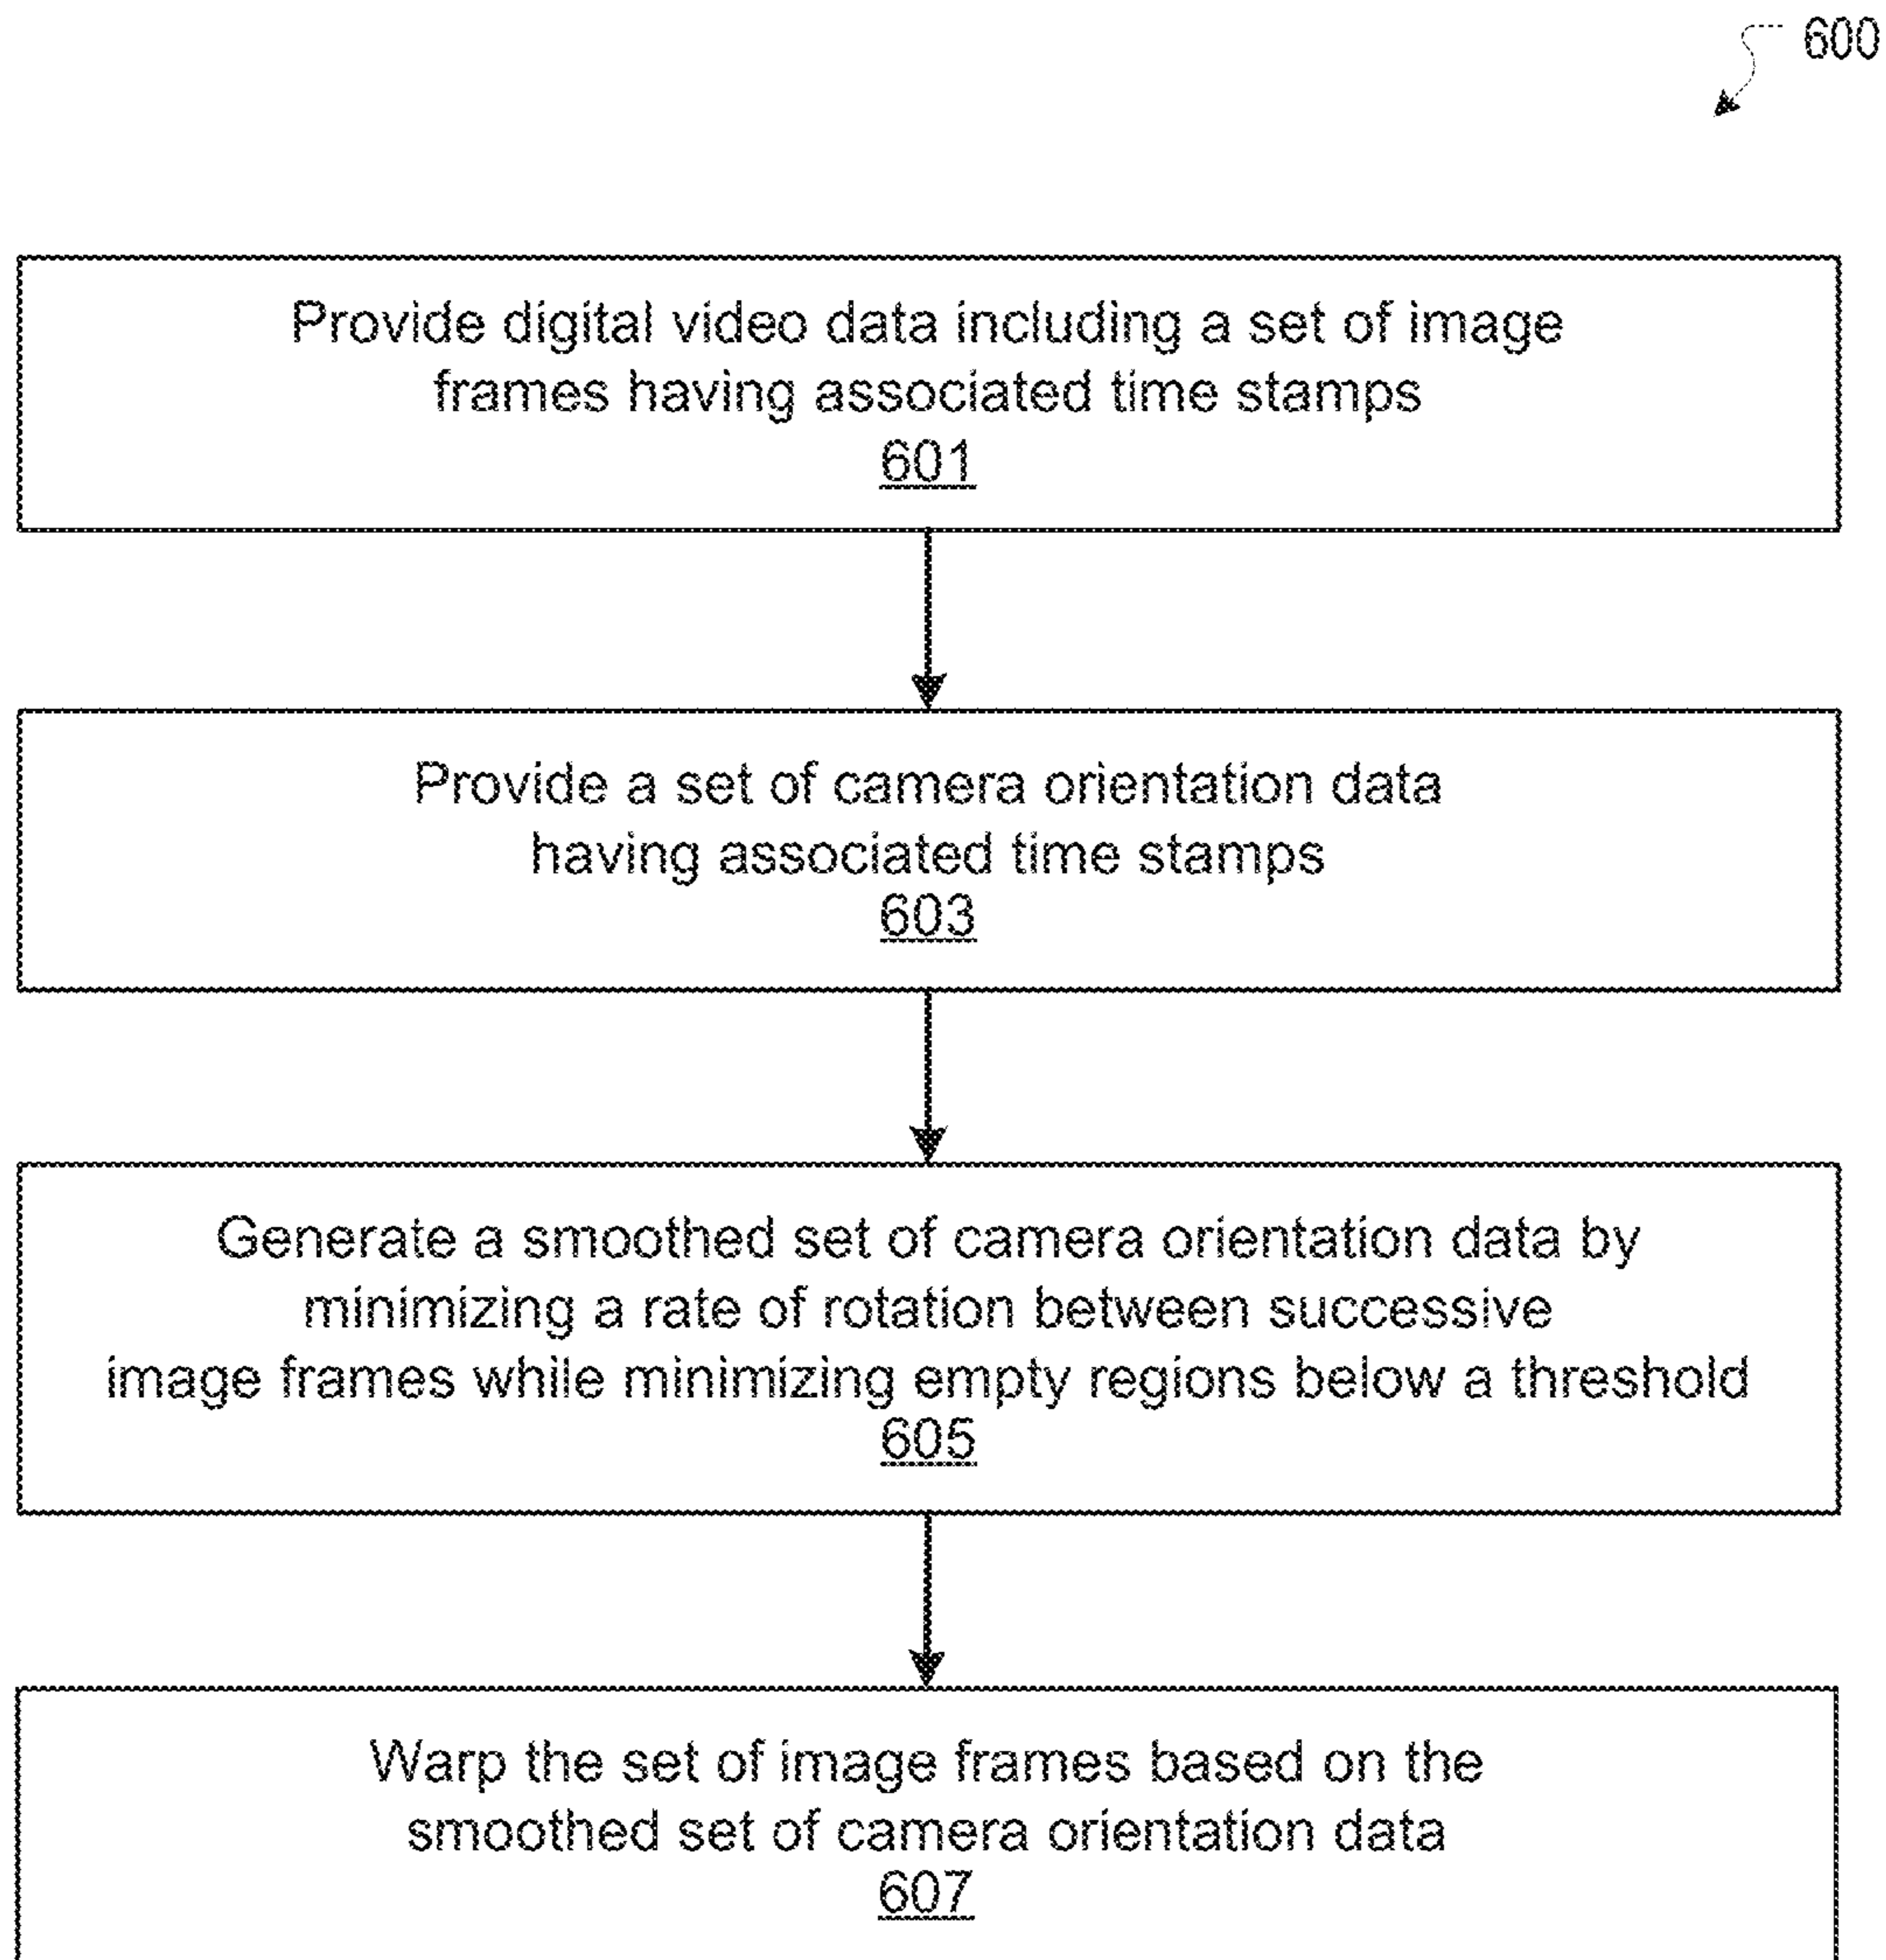 600
Provide digital video data including a set of image
frames having associated time stamps
601
Provide a set of camera orientation data
having associated time stamps
603
Generate a smoothed set of camera orientation data by
minimizing a rate of rotation between successive
image frames while minimizing empty regions below a threshold
605
Warp the set of image frames based on the
smoothed set of camera orientation data
607